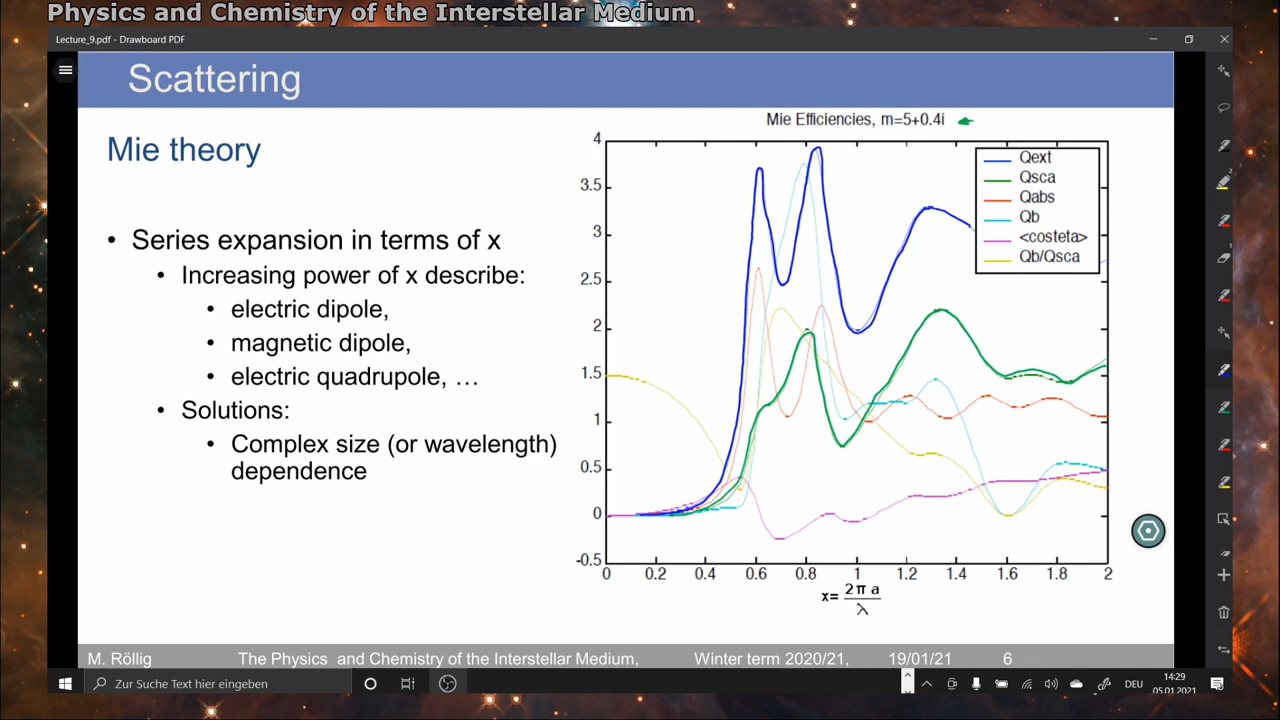 Physics and Chemistry of the Interstellar Medium
Lecture_9.pdf - Drawboard PDF
Scattering
Mie theory
• Series expansion in terms of x
• Increasing power of x describe:
• electric dipole,
• magnetic dipole,
• electric quadrupole, …
• Solutions:
• Complex size (or wavelength)
dependence
Mie Efficiencies, m=5+0.4i
4
3.5
3
2.5
2
1.5
1
0.5
0
-0.5
0 0.2 0.4 0.6 0.8 1 1.2 1.4 1.6 1.8 2
Qext
Qsca
Qabs
Qb
<costeta>
Qb/Qsca
x= 2π a
λ
M. Röllig The Physics and Chemistry of the Interstellar Medium, Winter term 2020/21, 19/01/21 6
Zur Suche Text hier eingeben
DEU
14:29
05.01.2021